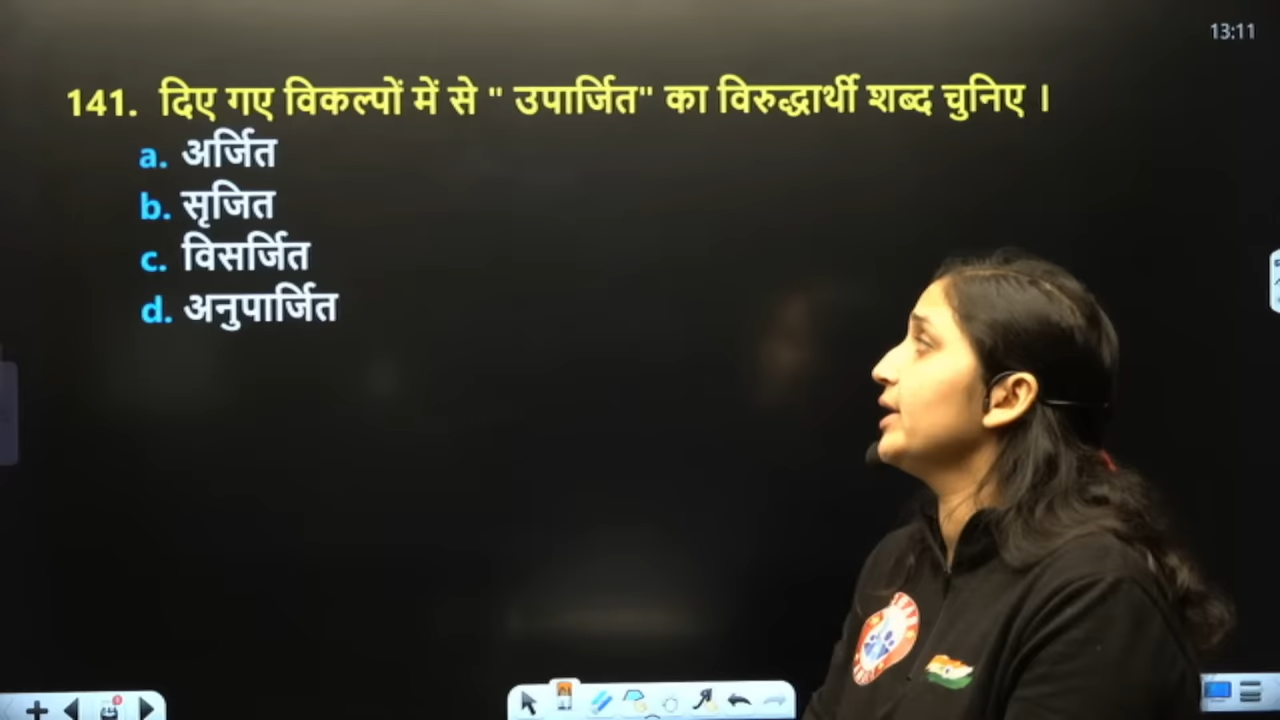 13:11
141. दिए गए विकल्पों में से " उपार्जित" का विरुद्धार्थी शब्द चुनिए ।
a. अर्जित
b. सृजित
c. विसर्जित
d. अनुपार्जित